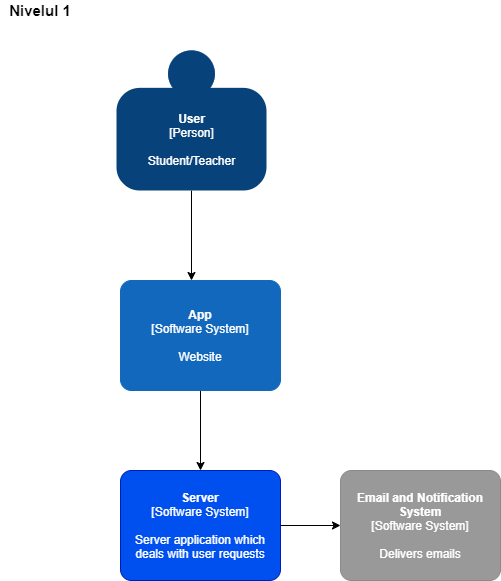 Nivelul 1
User
[Person]
Student/Teacher
App
[Software System]
Website
Server
[Software System]
Server application which
deals with user requests
Email and Notification
System
[Software System]
Delivers emails